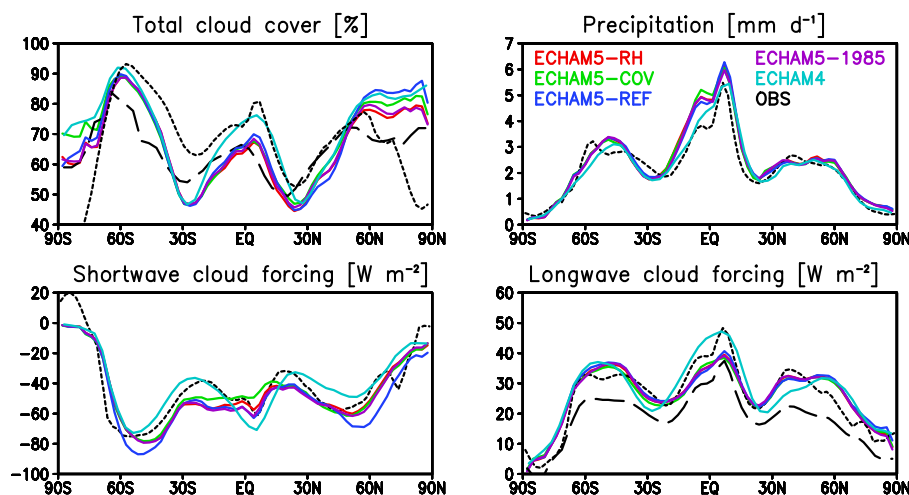 Total cloud cover [%]
100
90
80
70
60
50
40
90S 60S 30S EQ 30N 60N 90N
Precipitation [mm d⁻¹]
7
6
5
4
3
2
1
0
ECHAM5-RH ECHAM5-1985
ECHAM5-COV ECHAM4
ECHAM5-REF OBS
90S 60S 30S EQ 30N 60N 90N
Shortwave cloud forcing [W m⁻²]
20
0
-20
-40
-60
-80
-100
90S 60S 30S EQ 30N 60N 90N
Longwave cloud forcing [W m⁻²]
60
50
40
30
20
10
0
90S 60S 30S EQ 30N 60N 90N